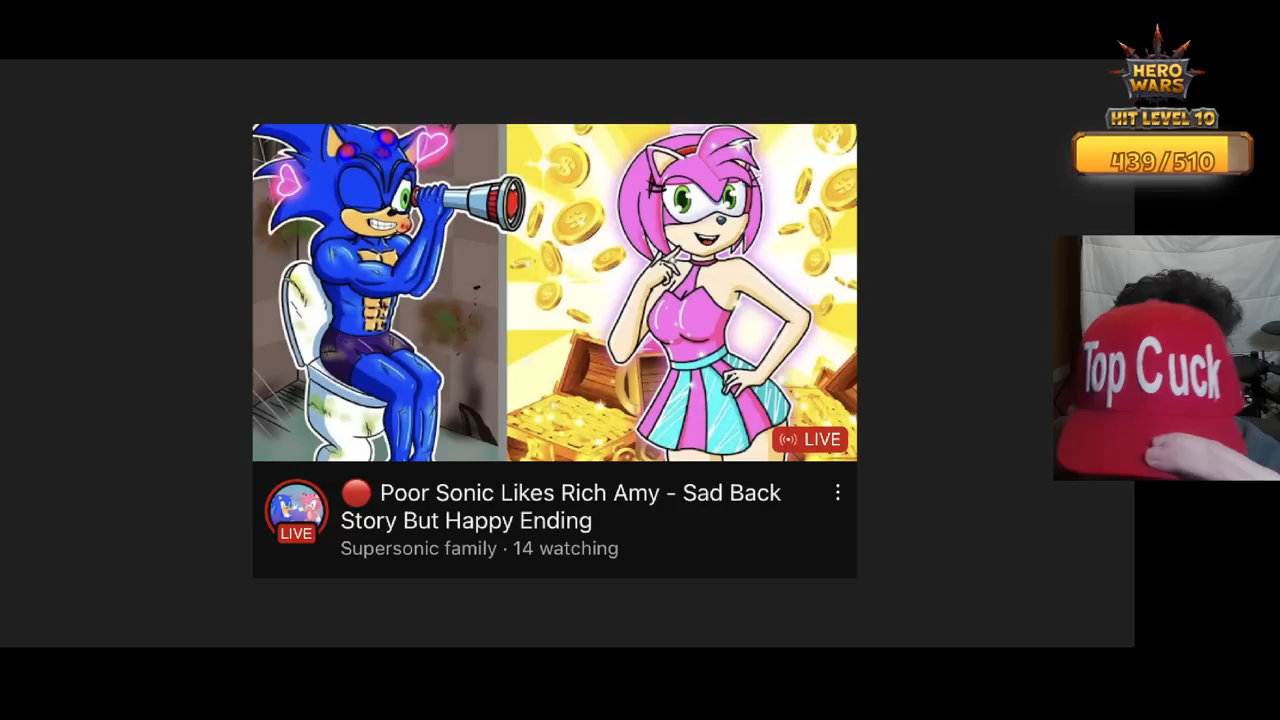 HERO
WARS
HIT LEVEL 10
439/510
LIVE
Top Cuck
🔴 Poor Sonic Likes Rich Amy - Sad Back
Story But Happy Ending
LIVE
Supersonic family · 14 watching